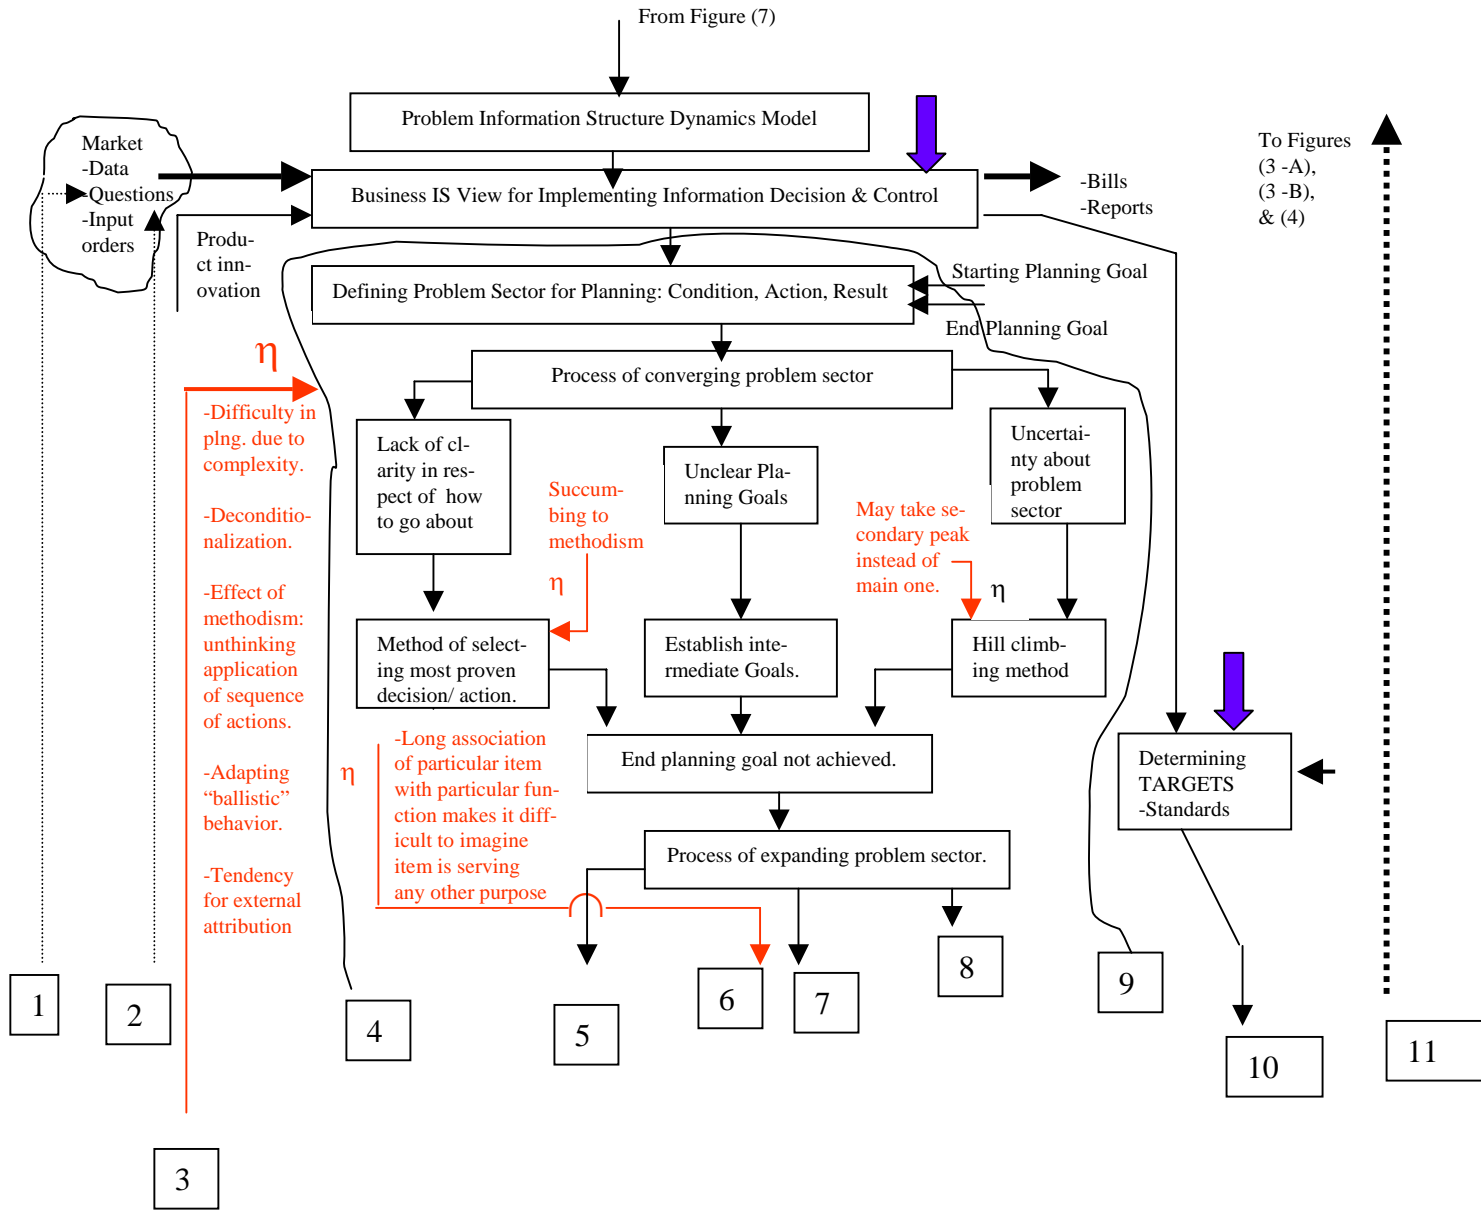 From Figure (7)
Problem Information Structure Dynamics Model
Market
-Data
-Questions
-Input
orders
Business IS View for Implementing Information Decision & Control
-Bills
-Reports
To Figures
(3 -A),
(3 -B),
& (4)
Produ-
ct inn-
ovation
Defining Problem Sector for Planning: Condition, Action, Result
Starting Planning Goal
End Planning Goal
η
Process of converging problem sector
-Difficulty in
plng. due to
complexity.
-Deconditio-
nalization.
-Effect of
methodism:
unthinking
application
of sequence
of actions.
-Adapting
“ballistic”
behavior.
-Tendency
for external
attribution
Lack of cl-
arity in res-
pect of how
to go about
Unclear Pla-
nning Goals
Uncertai-
nty about
problem
sector
Succum-
bing to
methodism
η
May take se-
condary peak
instead of
main one.
η
Method of select-
ing most proven
decision/ action.
Establish inte-
rmediate Goals.
Hill climb-
ing method
η
-Long association
of particular item
with particular fun-
ction makes it diff-
icult to imagine
item is serving
any other purpose
End planning goal not achieved.
Determining
TARGETS
-Standards
Process of expanding problem sector.
1
2
3
4
5
6
7
8
9
10
11